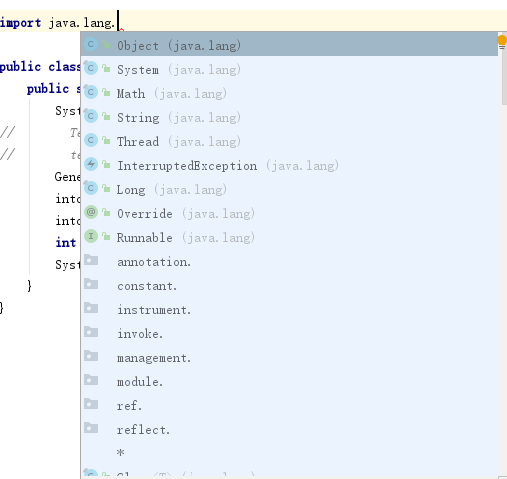 import java.lang.
Object (java.lang)
System (java.lang)
Math (java.lang)
String (java.lang)
Thread (java.lang)
InterruptedException (java.lang)
Long (java.lang)
Override (java.lang)
Runnable (java.lang)
annotation.
constant.
instrument.
invoke.
management.
module.
ref.
reflect.
*
public class
public s
Syst
// Te
// te
Gene
into
into
int
Syst
}
}